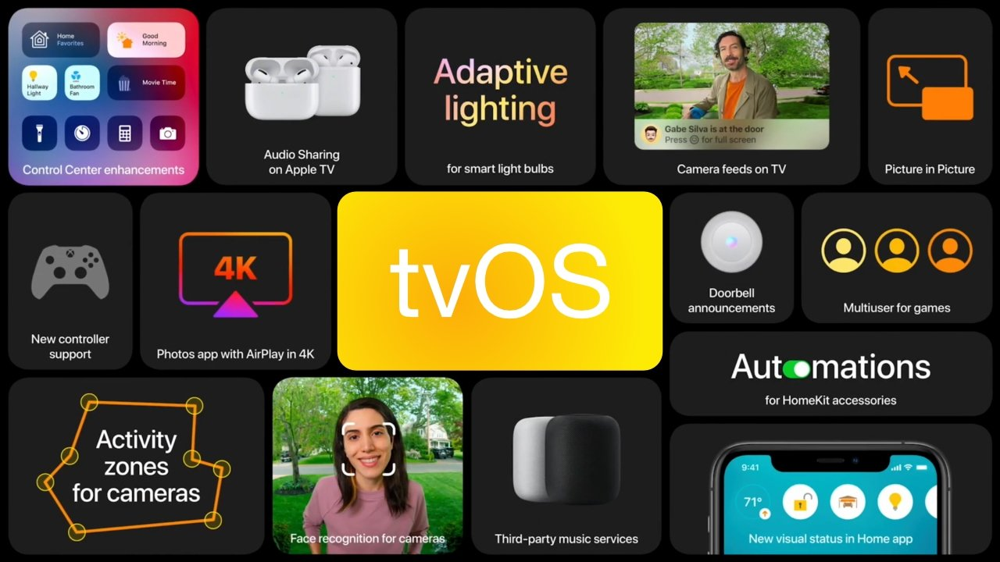 Home
Favorites
Good
Morning
Hallway
Light
Bathroom
Fan
Movie Time
Control Center enhancements
Audio Sharing
on Apple TV
Adaptive
lighting
for smart light bulbs
Gabe Silva is at the door
Press for full screen
Camera feeds on TV
Picture in Picture
New controller
support
4K
Photos app with AirPlay in 4K
tvOS
Doorbell
announcements
Multiuser for games
Automations
for HomeKit accessories
Activity
zones
for cameras
Face recognition for cameras
Third-party music services
9:41
71°
New visual status in Home app